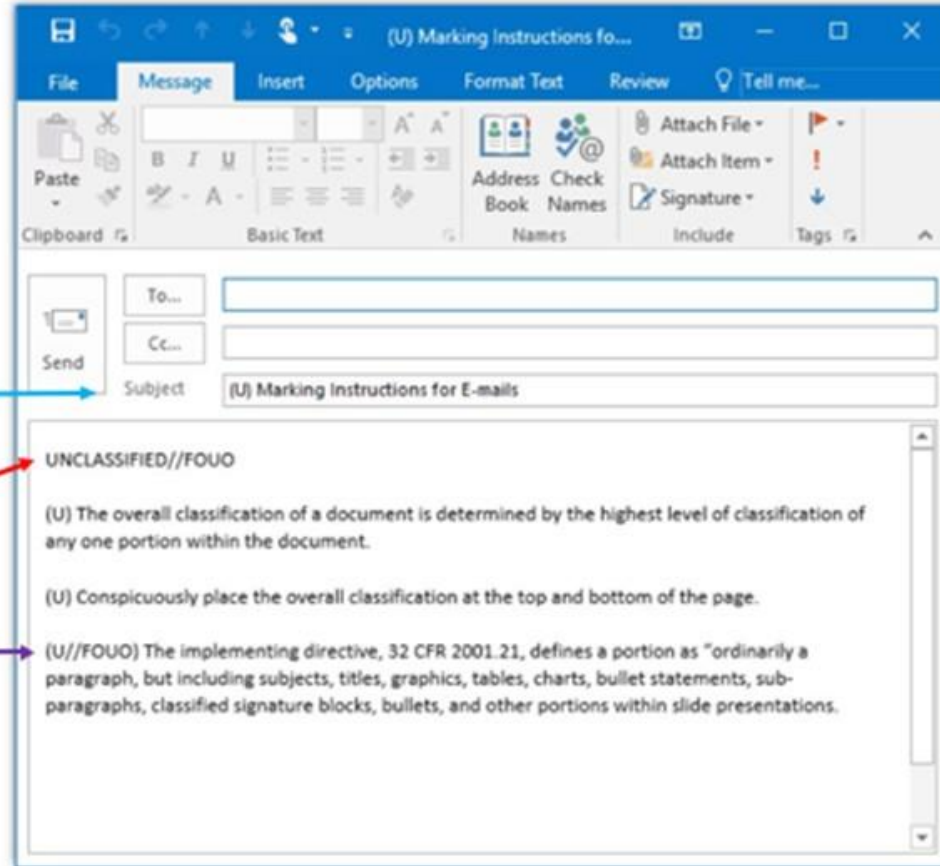 (U) Marking Instructions fo...
File Message Insert Options Format Text Review Tell me...
Paste
B I U
A A
A
Address Book
Check Names
Attach File
Attach Item
Signature
Clipboard Basic Text Names Include Tags
To...
Cc...
Send
Subject (U) Marking Instructions for E-mails
UNCLASSIFIED//FOUO
(U) The overall classification of a document is determined by the highest level of classification of
any one portion within the document.
(U) Conspicuously place the overall classification at the top and bottom of the page.
(U//FOUO) The implementing directive, 32 CFR 2001.21, defines a portion as "ordinarily a
paragraph, but including subjects, titles, graphics, tables, charts, bullet statements, sub-
paragraphs, classified signature blocks, bullets, and other portions within slide presentations.